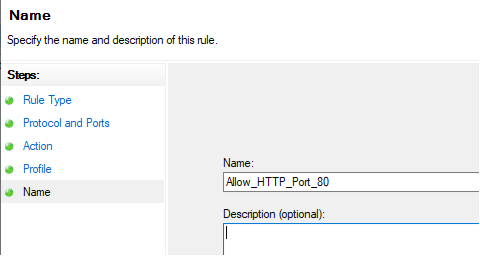 Name
Specify the name and description of this rule.
Steps:
Rule Type
Protocol and Ports
Action
Profile
Name
Name:
Allow_HTTP_Port_80
Description (optional):